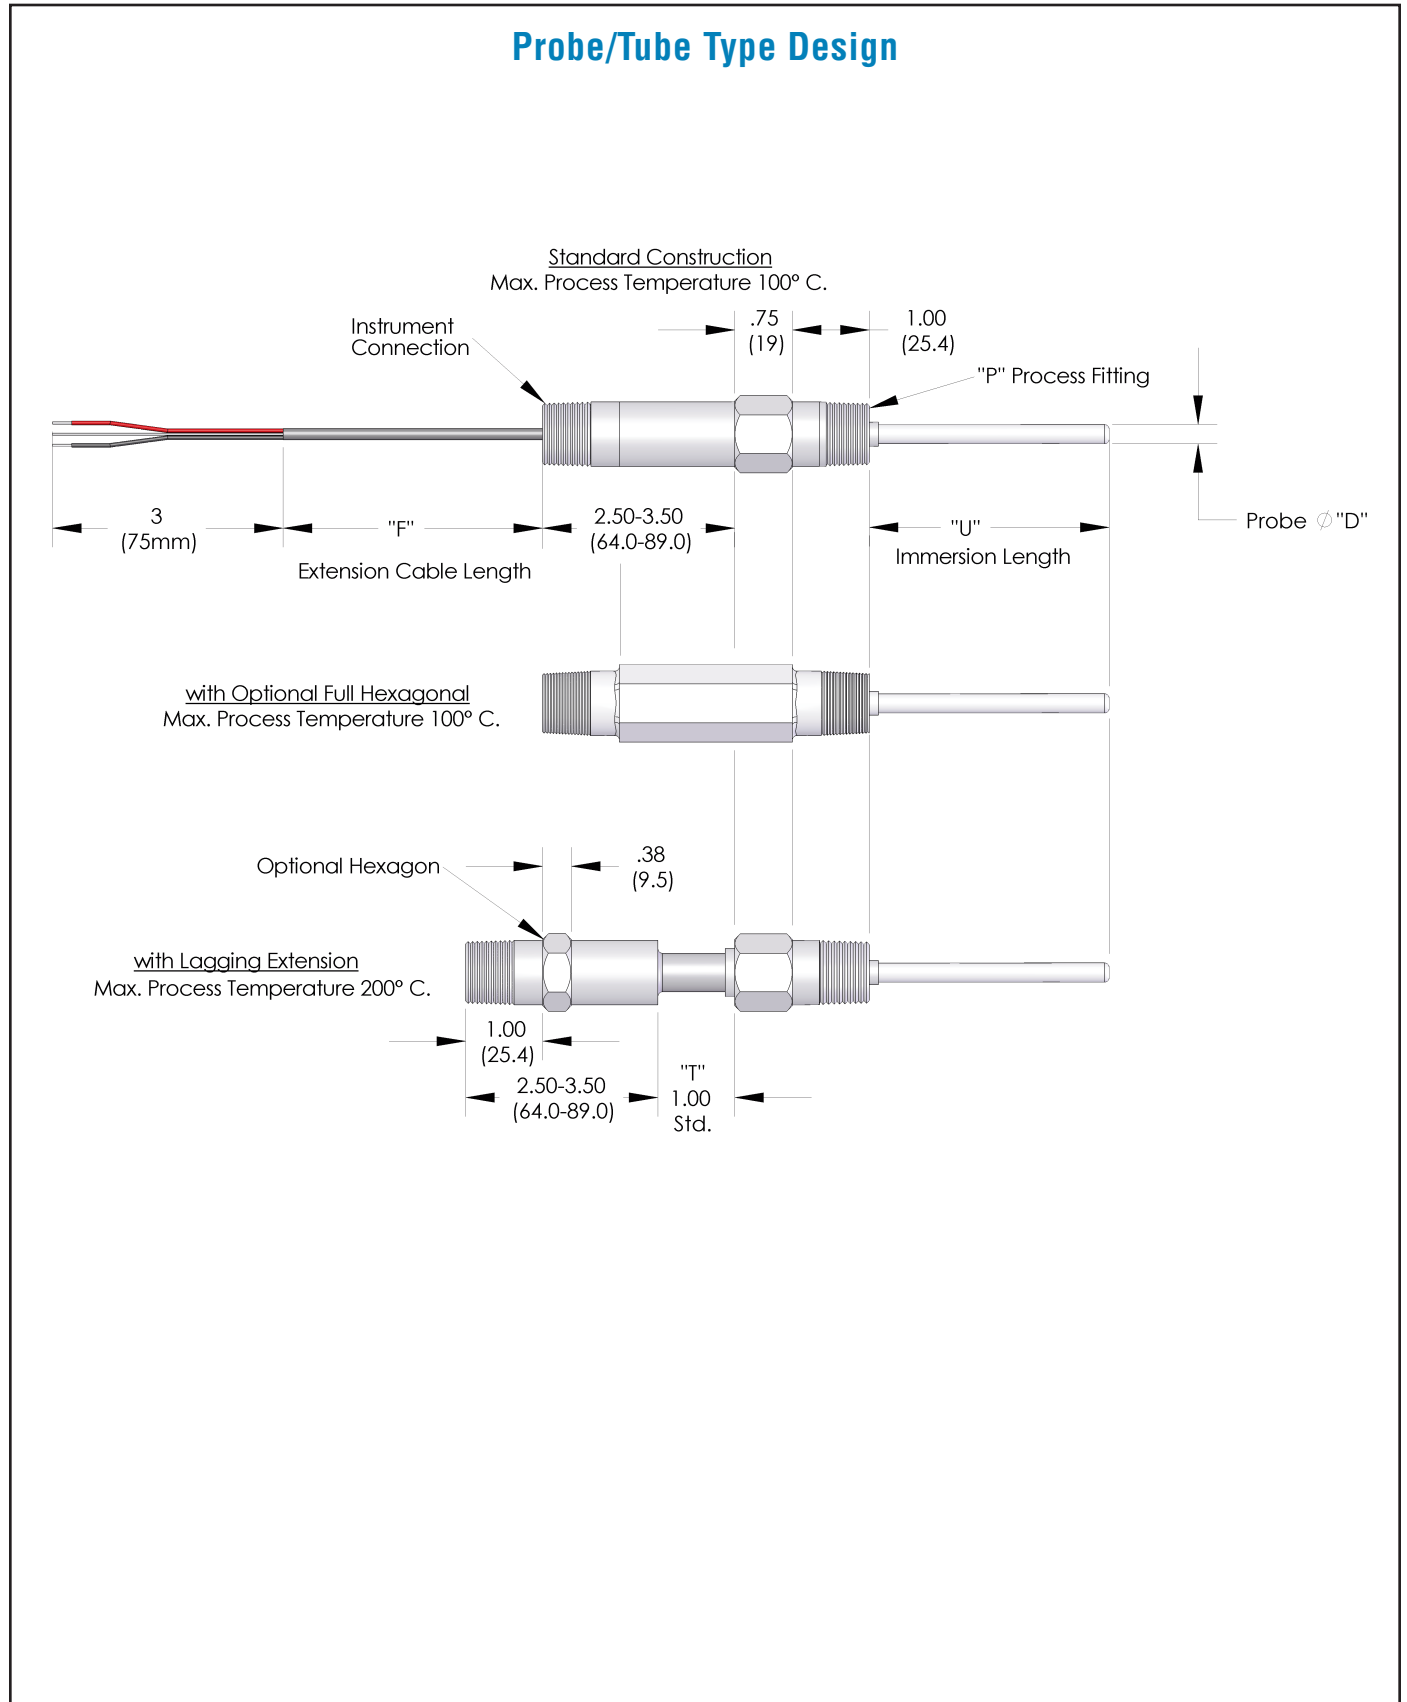 Probe/Tube Type Design
Standard Construction
Max. Process Temperature 100° C.
.75
(19)
1.00
(25.4)
Instrument
Connection
"P" Process Fitting
3
(75mm)
"F"
Extension Cable Length
2.50-3.50
(64.0-89.0)
"U"
Immersion Length
Probe ∅ "D"
with Optional Full Hexagonal
Max. Process Temperature 100° C.
Optional Hexagon
.38
(9.5)
with Lagging Extension
Max. Process Temperature 200° C.
1.00
(25.4)
2.50-3.50
(64.0-89.0)
"T"
1.00
Std.